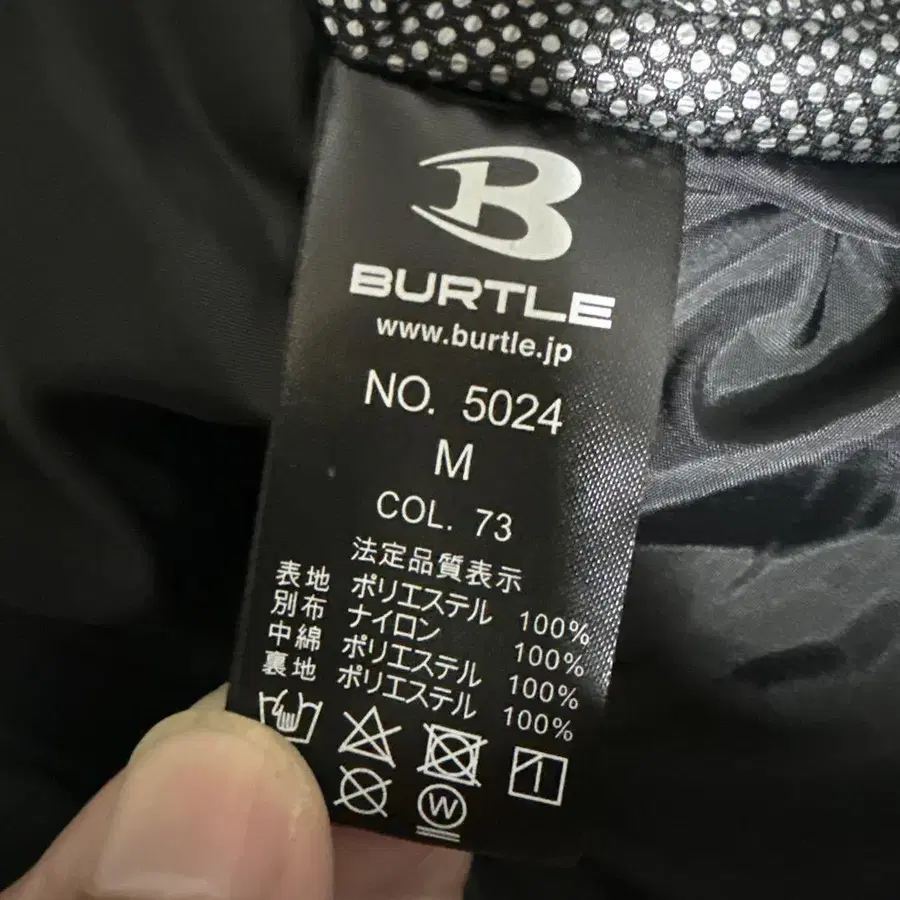 B
BURTLE
www.burtle.jp
NO. 5024
M
COL. 73
法定品質表示
表地 ポリエステル 100%
別布 ナイロン 100%
中綿 ポリエステル 100%
裏地 ポリエステル 100%
W